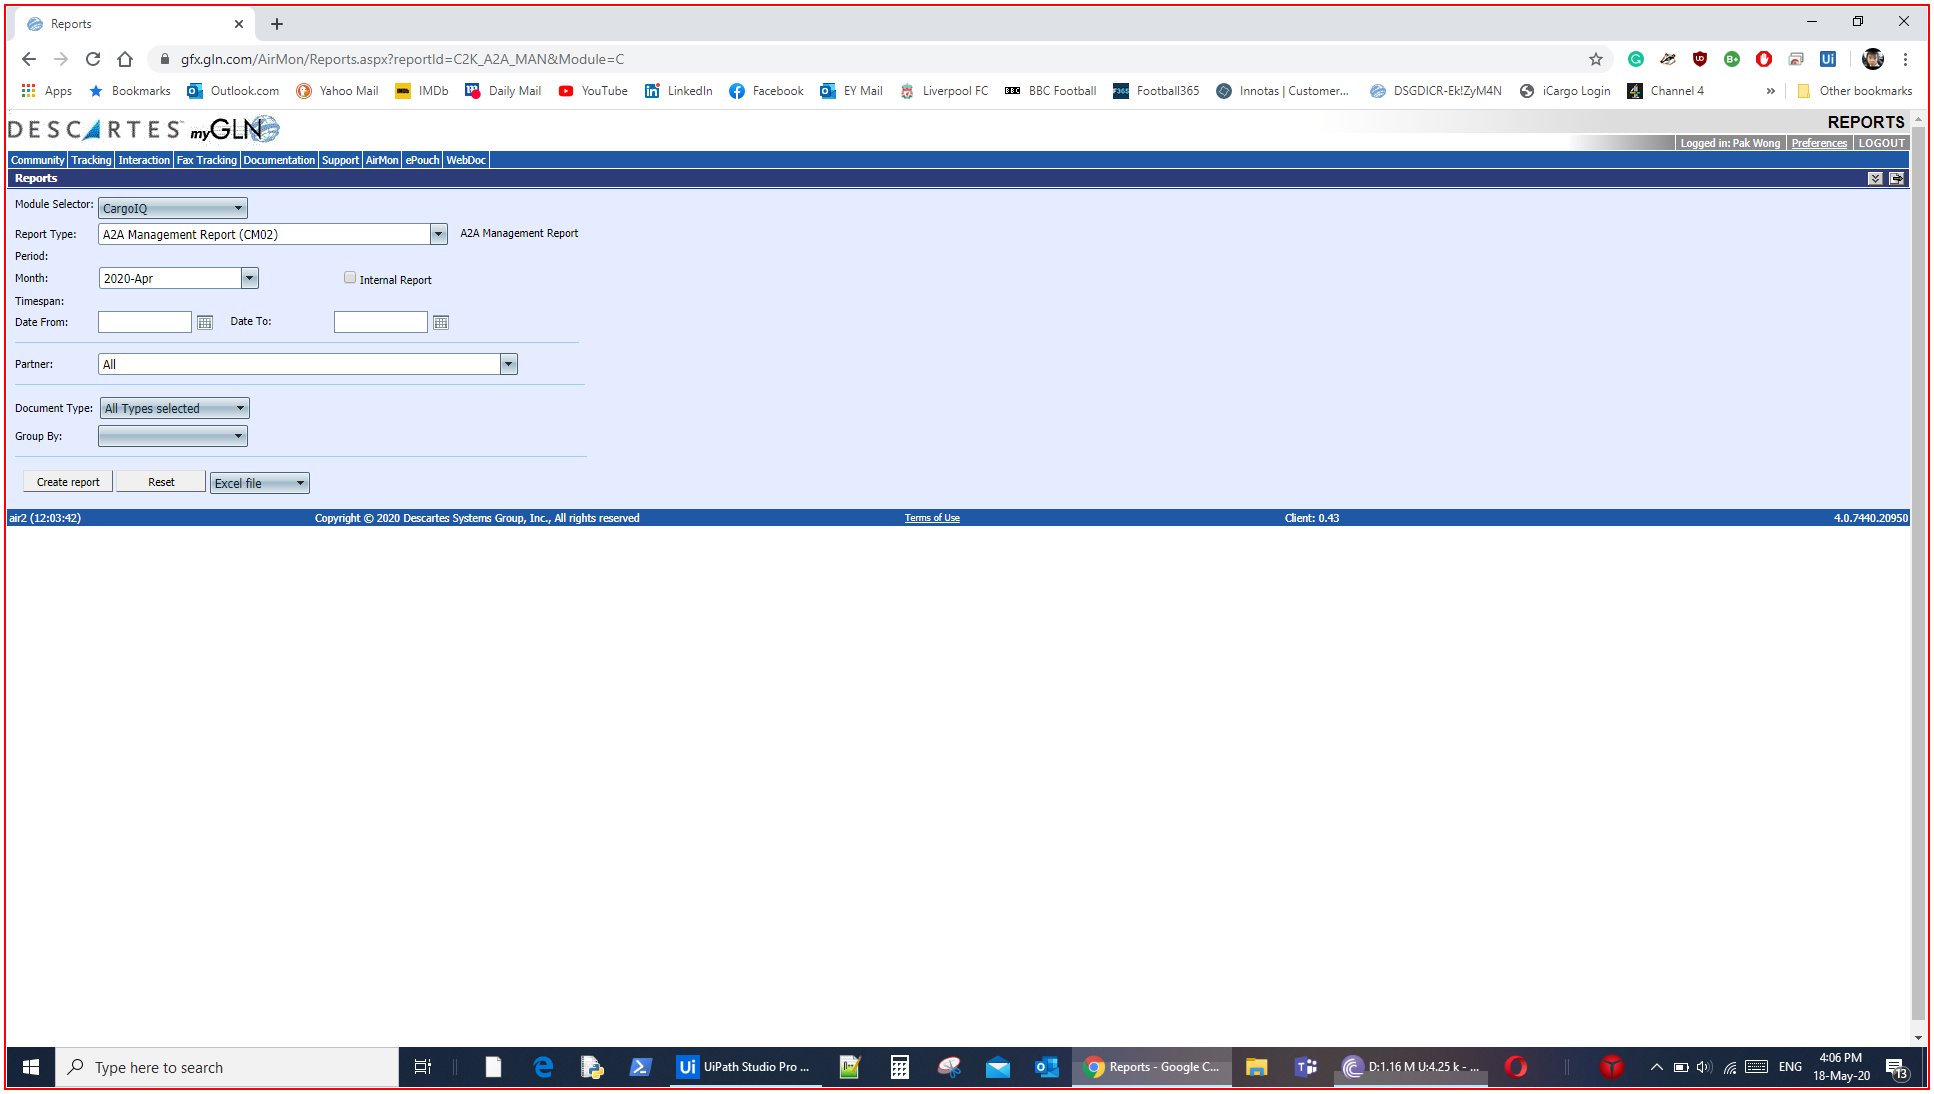 Reports
gfx.gln.com/AirMon/Reports.aspx?reportId=C2K_A2A_MAN&Module=C
Apps Bookmarks Outlook.com Yahoo Mail IMDb Daily Mail YouTube LinkedIn Facebook EY Mail Liverpool FC BBC Football Football365 Innotas | Customer... DSGDICR-Ek!ZyM4N iCargo Login Channel 4 » Other bookmarks
DESCARTES myGLN
REPORTS
Logged in: Pak Wong Preferences LOGOUT
Community Tracking Interaction Fax Tracking Documentation Support AirMon ePouch WebDoc
Reports
Module Selector: CargoIQ
Report Type: A2A Management Report (CM02) A2A Management Report
Period:
Month: 2020-Apr Internal Report
Timespan:
Date From: Date To:
Partner: All
Document Type: All Types selected
Group By:
Create report Reset Excel file
air2 (12:03:42) Copyright © 2020 Descartes Systems Group, Inc., All rights reserved Terms of Use Client: 0.43 4.0.7440.20950
Type here to search
Ui UiPath Studio Pro ... Reports - Google C... D:1.16 M U:4.25 k - ... ENG
4:06 PM
18-May-20
13